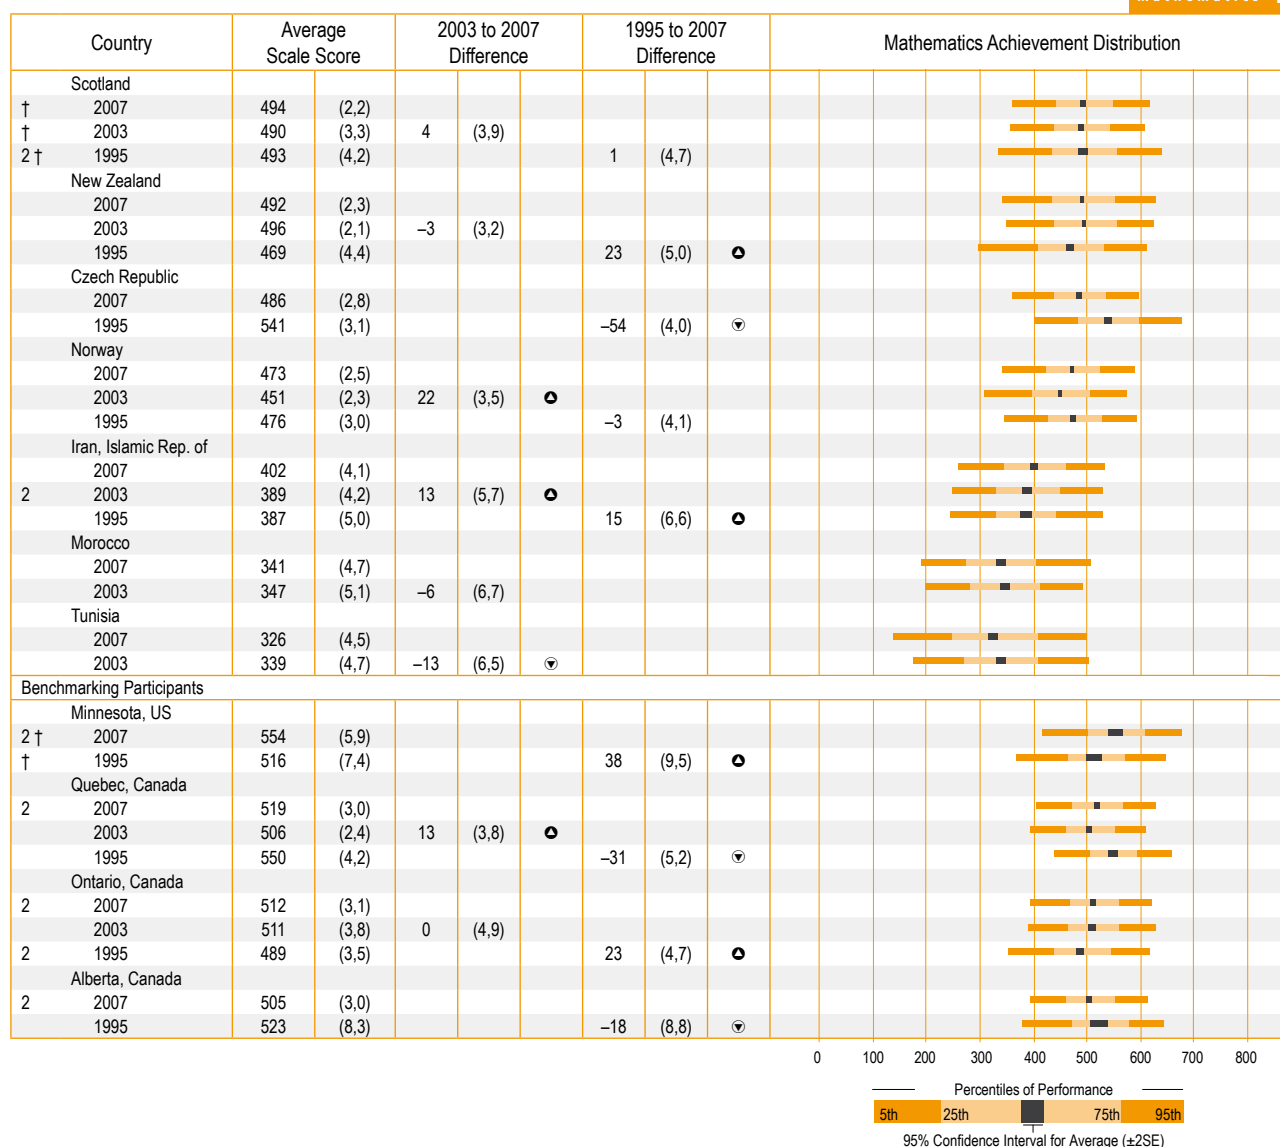 Country Average Scale Score 2003 to 2007 Difference 1995 to 2007 Difference Mathematics Achievement Distribution
Scotland
† 2007 494 (2,2)
† 2003 490 (3,3) 4 (3,9)
2 † 1995 493 (4,2) 1 (4,7)
New Zealand
2007 492 (2,3)
2003 496 (2,1) –3 (3,2)
1995 469 (4,4) 23 (5,0)
Czech Republic
2007 486 (2,8)
1995 541 (3,1) –54 (4,0)
Norway
2007 473 (2,5)
2003 451 (2,3) 22 (3,5)
1995 476 (3,0) –3 (4,1)
Iran, Islamic Rep. of
2007 402 (4,1)
2 2003 389 (4,2) 13 (5,7)
1995 387 (5,0) 15 (6,6)
Morocco
2007 341 (4,7)
2003 347 (5,1) –6 (6,7)
Tunisia
2007 326 (4,5)
2003 339 (4,7) –13 (6,5)
Benchmarking Participants
Minnesota, US
2 † 2007 554 (5,9)
† 1995 516 (7,4) 38 (9,5)
Quebec, Canada
2 2007 519 (3,0)
2003 506 (2,4) 13 (3,8)
1995 550 (4,2) –31 (5,2)
Ontario, Canada
2 2007 512 (3,1)
2003 511 (3,8) 0 (4,9)
2 1995 489 (3,5) 23 (4,7)
Alberta, Canada
2 2007 505 (3,0)
1995 523 (8,3) –18 (8,8)
0 100 200 300 400 500 600 700 800
Percentiles of Performance
5th 25th 75th 95th
95% Confidence Interval for Average (±2SE)